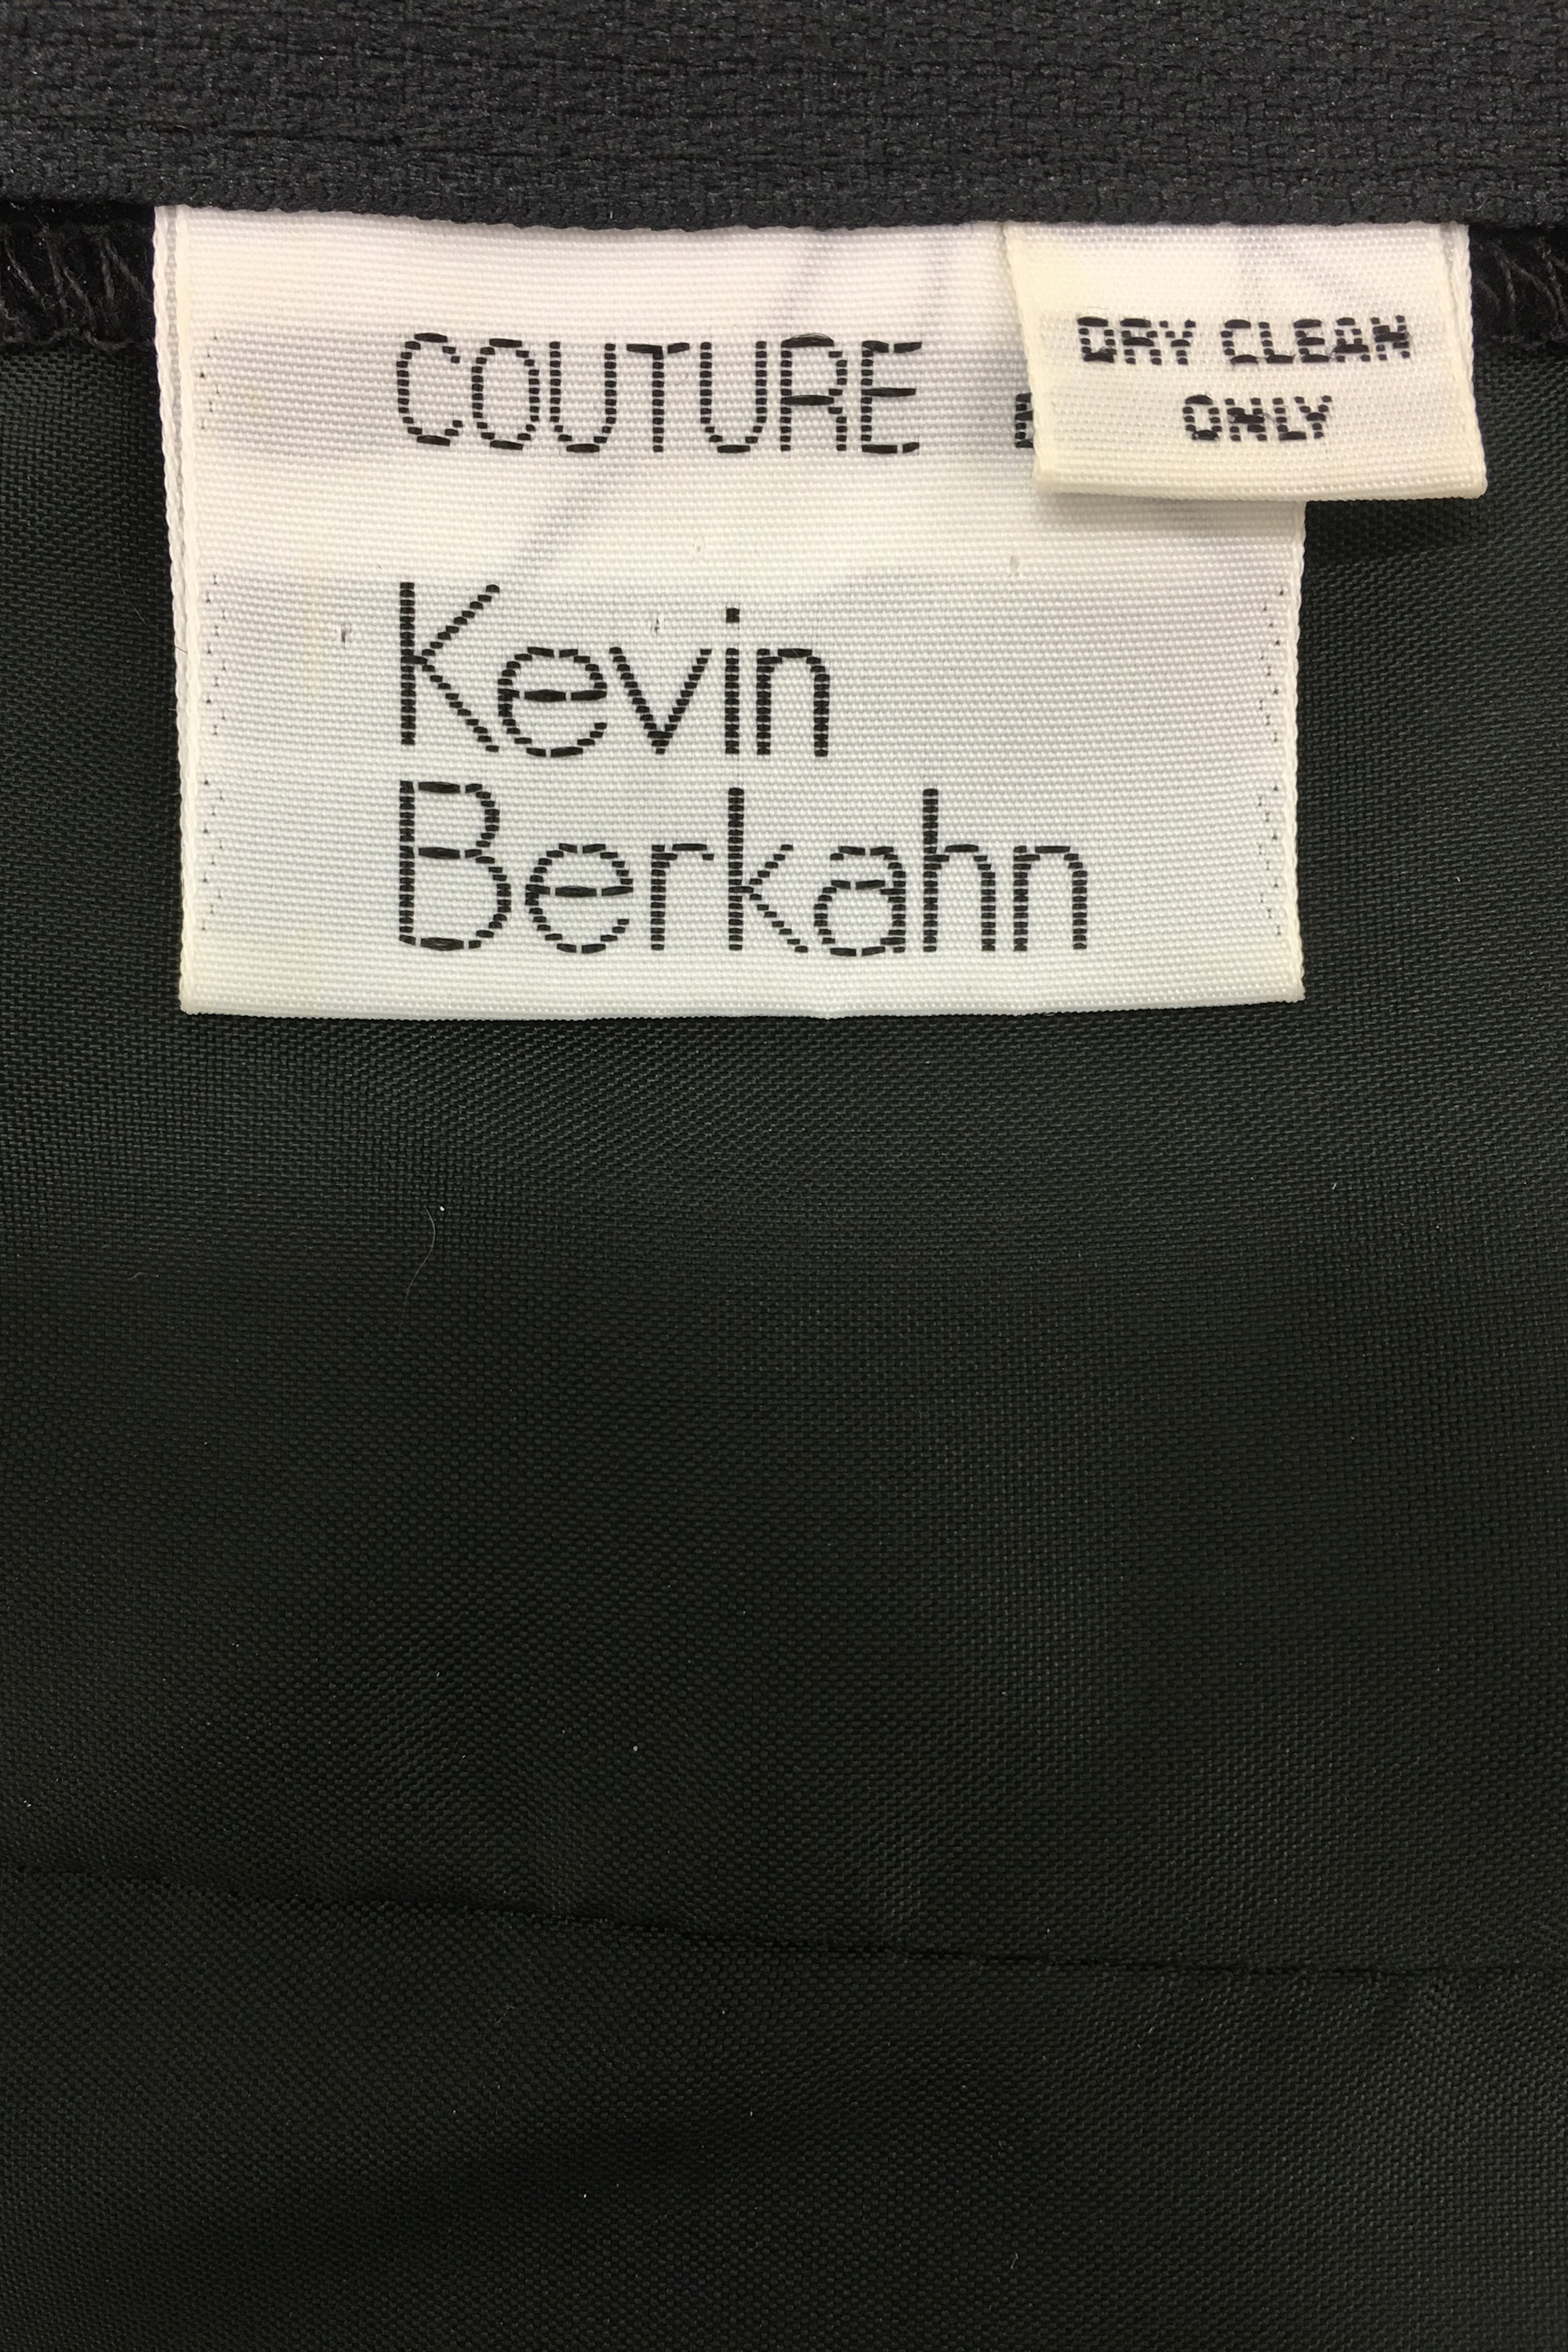 COUTURE
DRY CLEAN
ONLY
Kevin
Berkahn